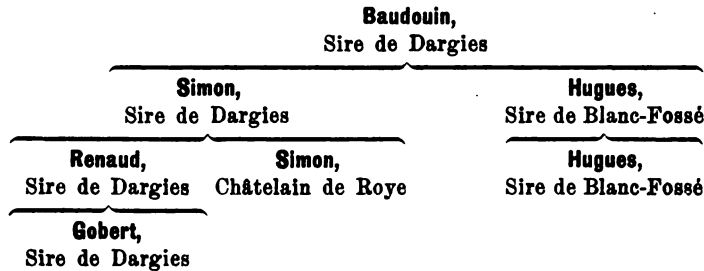 Baudouin,
Sire de Dargies
Simon,
Sire de Dargies
Hugues,
Sire de Blanc-Fossé
Renaud,
Sire de Dargies
Simon,
Châtelain de Roye
Hugues,
Sire de Blanc-Fossé
Gobert,
Sire de Dargies